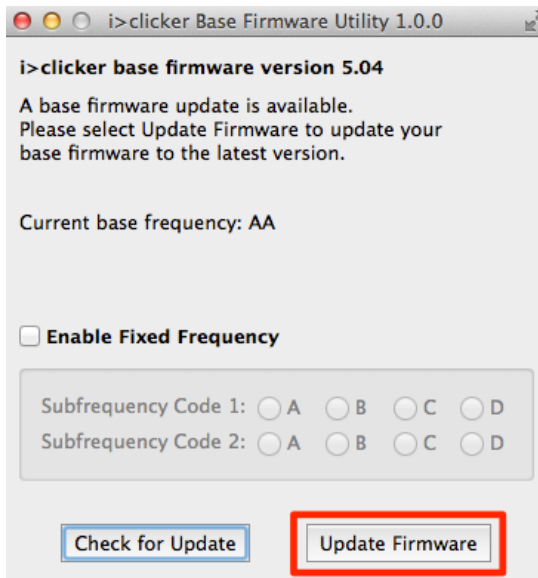 i>clicker Base Firmware Utility 1.0.0
i>clicker base firmware version 5.04
A base firmware update is available.
Please select Update Firmware to update your
base firmware to the latest version.
Current base frequency: AA
Enable Fixed Frequency
Subfrequency Code 1: A B C D
Subfrequency Code 2: A B C D
Check for Update Update Firmware